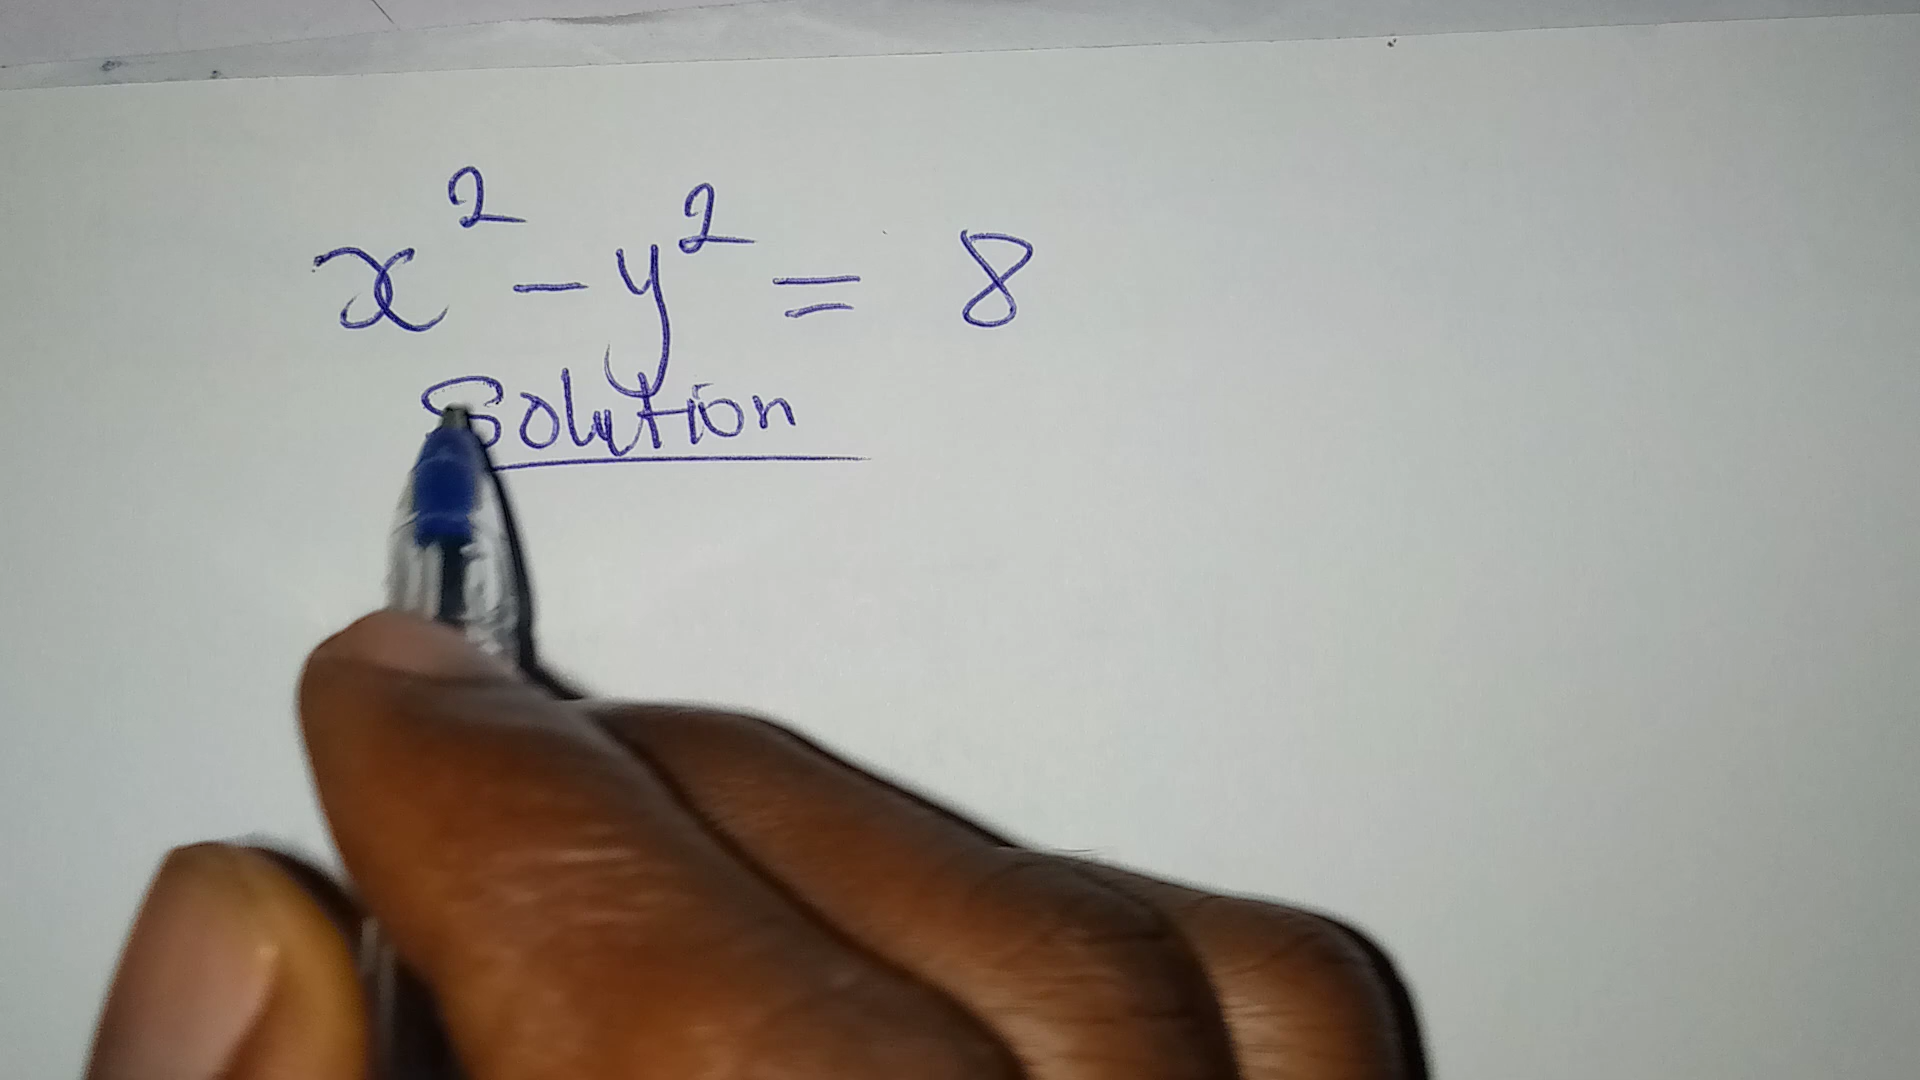 x² - y² = 8
Solution